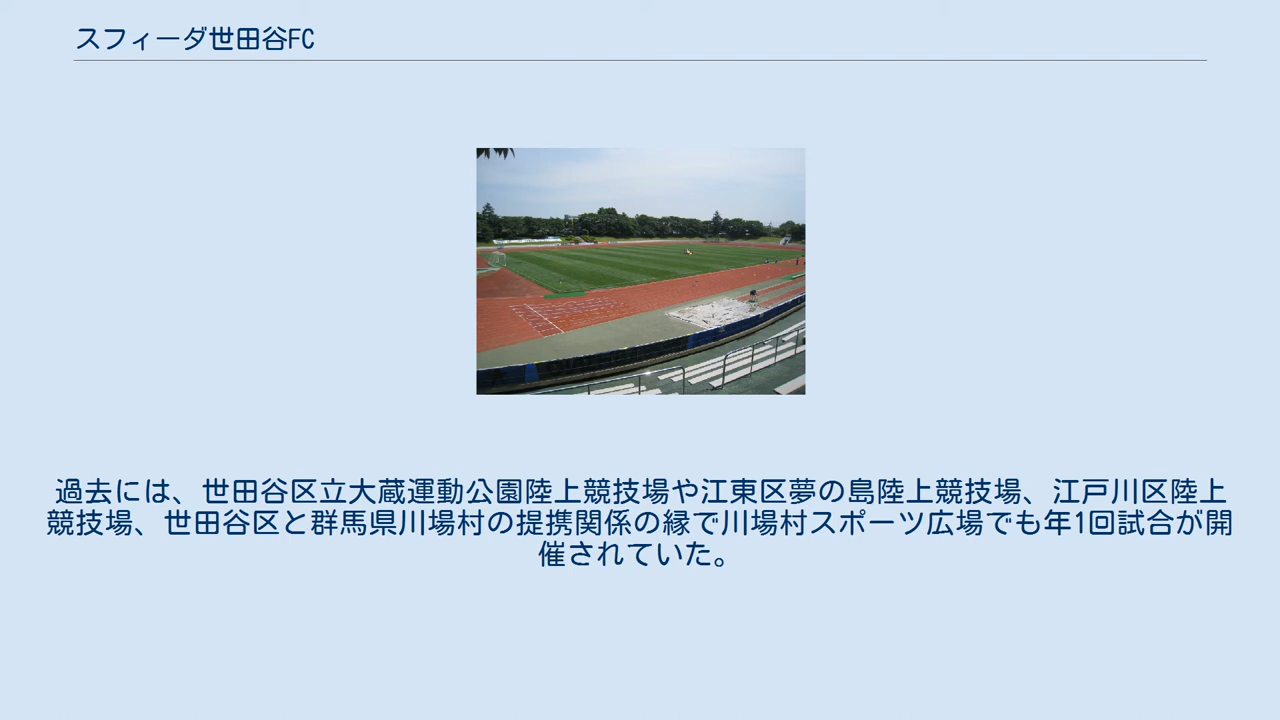 スフィーダ世田谷FC
過去には、世田谷区立大蔵運動公園陸上競技場や江東区夢の島陸上競技場、江戸川区陸上
競技場、世田谷区と群馬県川場村の提携関係の縁で川場村スポーツ広場でも年1回試合が開
催されていた。